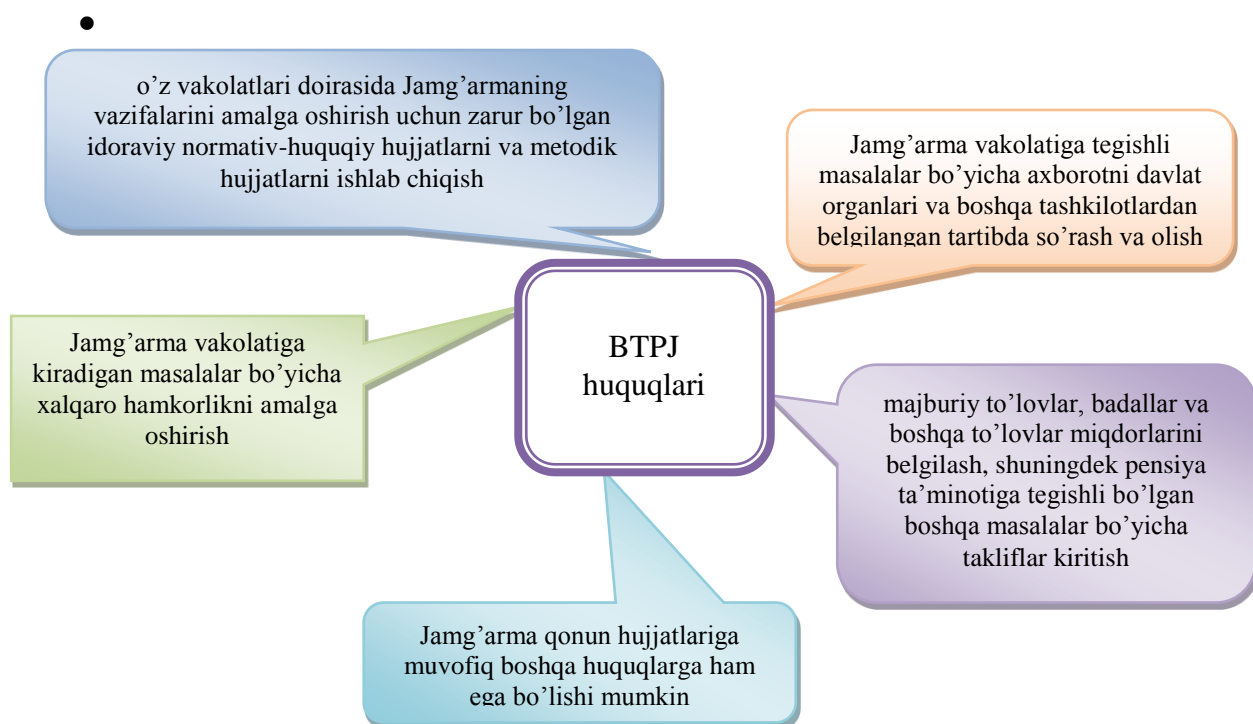 o’z vakolatlari doirasida Jamg’armaning
vazifalarini amalga oshirish uchun zarur bo’lgan
idoraviy normativ-huquqiy hujjatlarni va metodik
hujjatlarni ishlab chiqish
Jamg’arma vakolatiga tegishli
masalalar bo’yicha axborotni davlat
organlari va boshqa tashkilotlardan
belgilangan tartibda so’rash va olish
Jamg’arma vakolatiga
kiradigan masalalar bo’yicha
xalqaro hamkorlikni amalga
oshirish
BTPJ
huquqlari
majburiy to’lovlar, badallar va
boshqa to’lovlar miqdorlarini
belgilash, shuningdek pensiya
ta’minotiga tegishli bo’lgan
boshqa masalalar bo’yicha
takliflar kiritish
Jamg’arma qonun hujjatlariga
muvofiq boshqa huquqlarga ham
ega bo’lishi mumkin